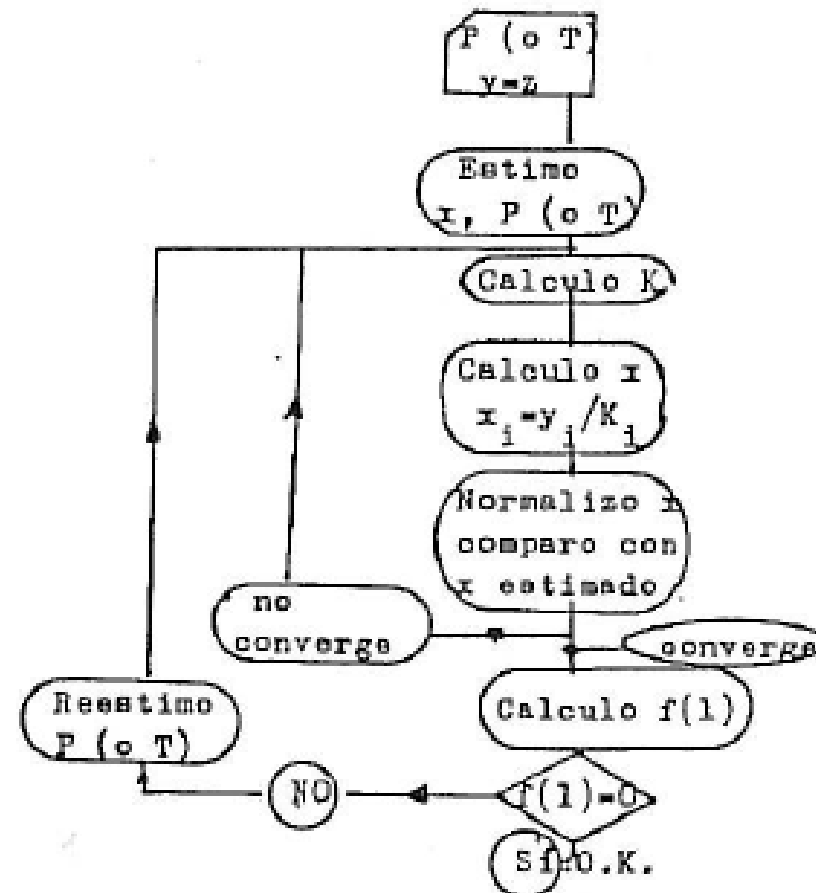 P (o T)
y=z
Estimo
x, P (o T)
Calculo K
Calculo x
x_i=y_i/K_i
Normalizo x
comparo con
x estimado
no
converge
converge
Reestimo
P (o T)
Calculo f(1)
NO
f(1)=0
Sí:O.K.